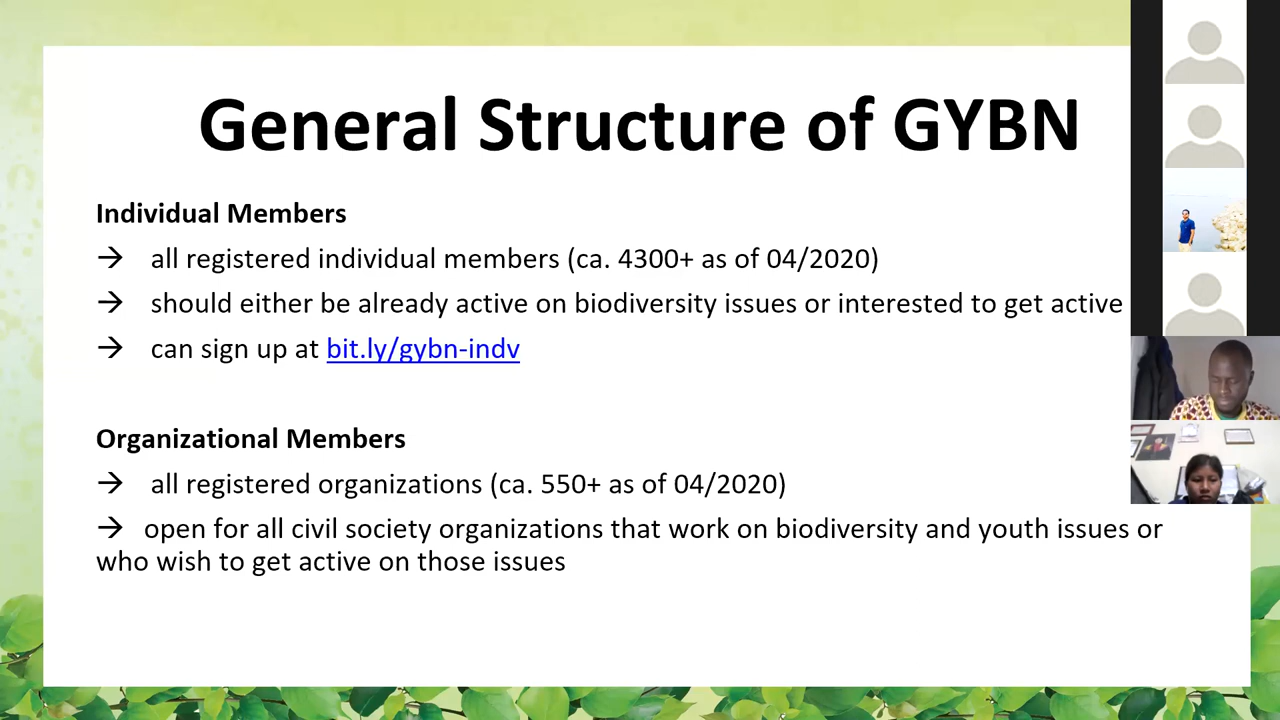 General Structure of GYBN
Individual Members
→ all registered individual members (ca. 4300+ as of 04/2020)
→ should either be already active on biodiversity issues or interested to get active
→ can sign up at bit.ly/gybn-indv
Organizational Members
→ all registered organizations (ca. 550+ as of 04/2020)
→ open for all civil society organizations that work on biodiversity and youth issues or
who wish to get active on those issues